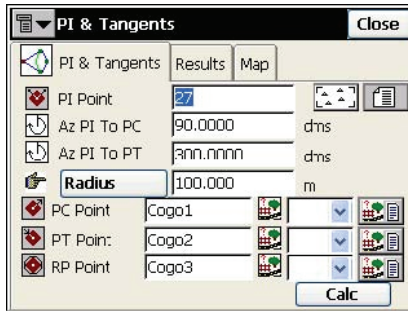 PI & Tangents Close
PI & Tangents Results Map
PI Point 27
Az PI To PC 90.0000 dms
Az PI To PT 300.0000 dms
Radius 100.000 m
PC Point Cogo1
PT Point Cogo2
RP Point Cogo3
Calc